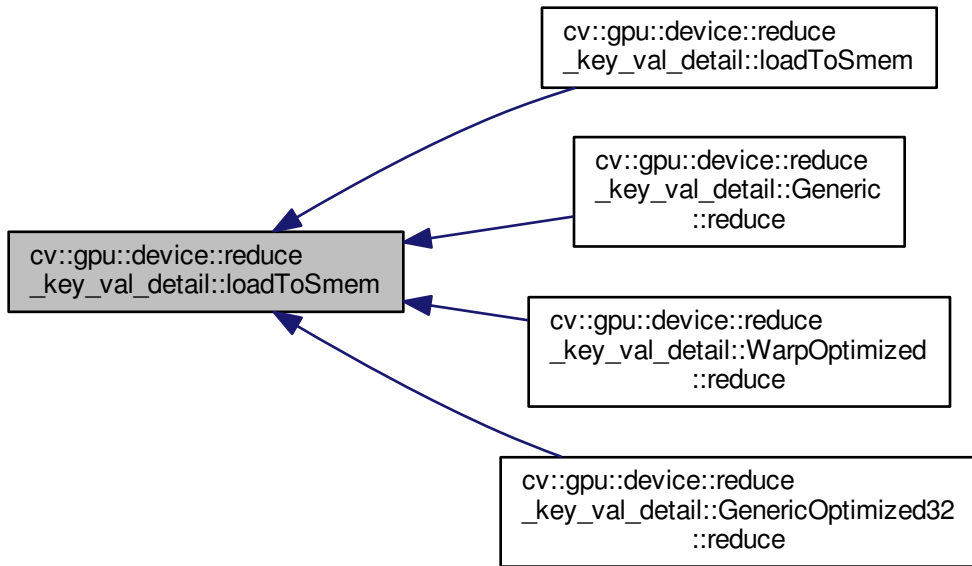 cv::gpu::device::reduce
_key_val_detail::loadToSmem
cv::gpu::device::reduce
_key_val_detail::loadToSmem
cv::gpu::device::reduce
_key_val_detail::Generic
::reduce
cv::gpu::device::reduce
_key_val_detail::WarpOptimized
::reduce
cv::gpu::device::reduce
_key_val_detail::GenericOptimized32
::reduce